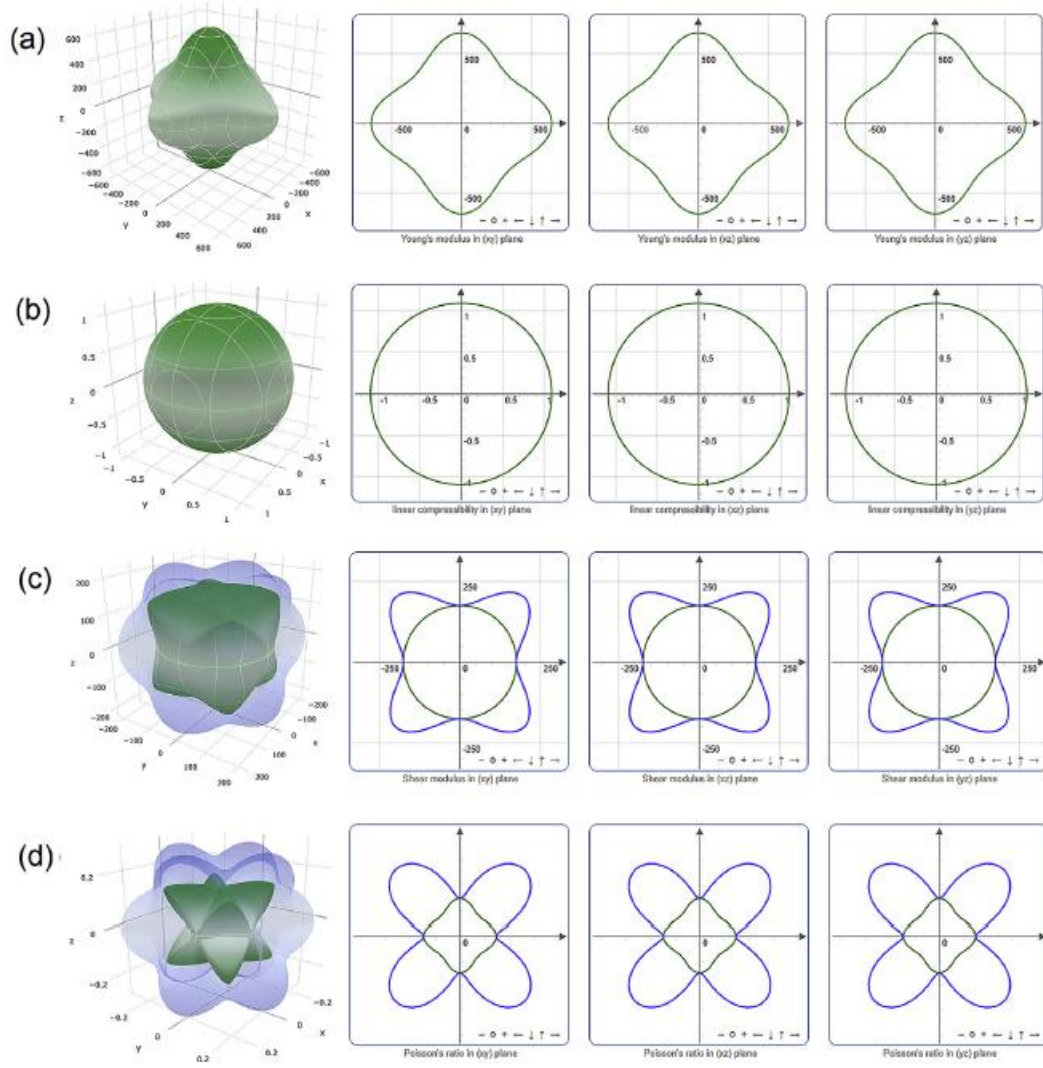 (a)
600
400
200
z 0
−200
−400
−600
−600
−400
−200
Y 0
200
400
600
−600
−400
−200
0
x
200
400
600
500
-500 0 500
-500
− o + ← ↓ ↑ →
Young's modulus in (xy) plane
500
-500 0 500
-500
− o + ← ↓ ↑ →
Young's modulus in (xz) plane
500
-500 0 500
-500
− o + ← ↓ ↑ →
Young's modulus in (yz) plane
(b)
1
0.5
z 0
−0.5
−1
−1
−0.5
Y 0
0.5
1
−1
−0.5
0
x
0.5
1
1
0.5
-1 -0.5 0 0.5 1
-0.5
-1
− o + ← ↓ ↑ →
linear compressibility in (xy) plane
1
0.5
-1 -0.5 0 0.5 1
-0.5
-1
− o + ← ↓ ↑ →
linear compressibility in (xz) plane
1
0.5
-1 -0.5 0 0.5 1
-0.5
-1
− o + ← ↓ ↑ →
linear compressibility in (yz) plane
(c)
200
100
z 0
−100
−200
−200
−100
Y 0
100
200
−200
−100
0
x
100
200
250
-250 0 250
-250
− o + ← ↓ ↑ →
Shear modulus in (xy) plane
250
-250 0 250
-250
− o + ← ↓ ↑ →
Shear modulus in (xz) plane
250
-250 0 250
-250
− o + ← ↓ ↑ →
Shear modulus in (yz) plane
(d)
0.2
z 0
−0.2
−0.2
Y 0
0.2
−0.2
0 x
0.2
0
− o + ← ↓ ↑ →
Poisson's ratio in (xy) plane
0
− o + ← ↓ ↑ →
Poisson's ratio in (xz) plane
0
− o + ← ↓ ↑ →
Poisson's ratio in (yz) plane